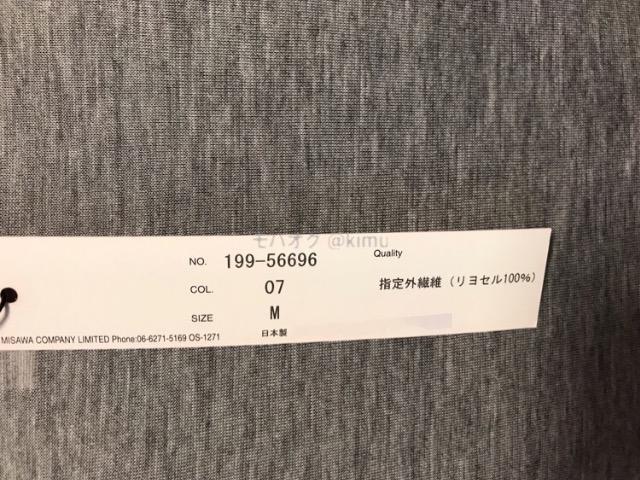 モバオク @kimu
NO. 199-56696
Quality
COL. 07
指定外繊維(リヨセル100%)
SIZE M
日本製
MISAWA COMPANY LIMITED Phone:06-6271-5169 OS-1271